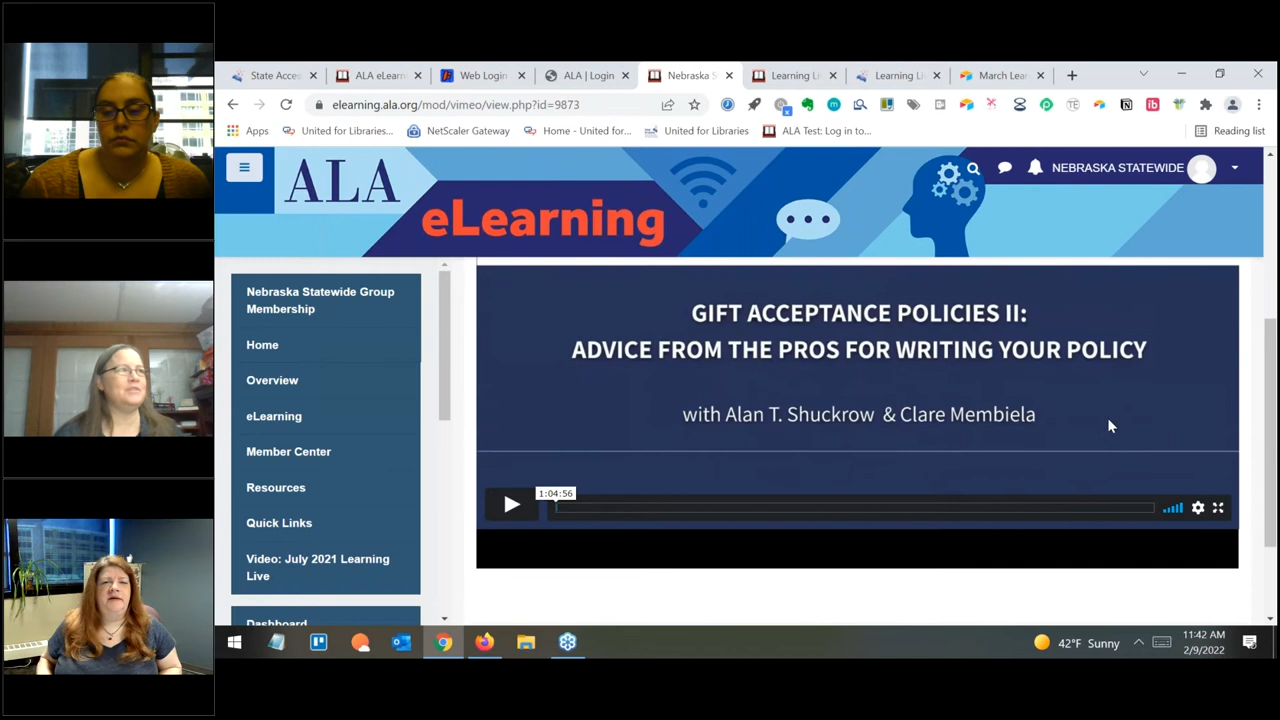 State Acces
ALA eLearn
Web Login
ALA | Login
Nebraska S
Learning Li
Learning Li
March Lear
elearning.ala.org/mod/vimeo/view.php?id=9873
Apps
United for Libraries...
NetScaler Gateway
Home - United for...
United for Libraries
ALA Test: Log in to...
Reading list
ALA
eLearning
NEBRASKA STATEWIDE
Nebraska Statewide Group
Membership
Home
Overview
eLearning
Member Center
Resources
Quick Links
Video: July 2021 Learning
Live
Dashboard
GIFT ACCEPTANCE POLICIES II:
ADVICE FROM THE PROS FOR WRITING YOUR POLICY
with Alan T. Shuckrow & Clare Membiela
1:04:56
42°F Sunny
11:42 AM
2/9/2022